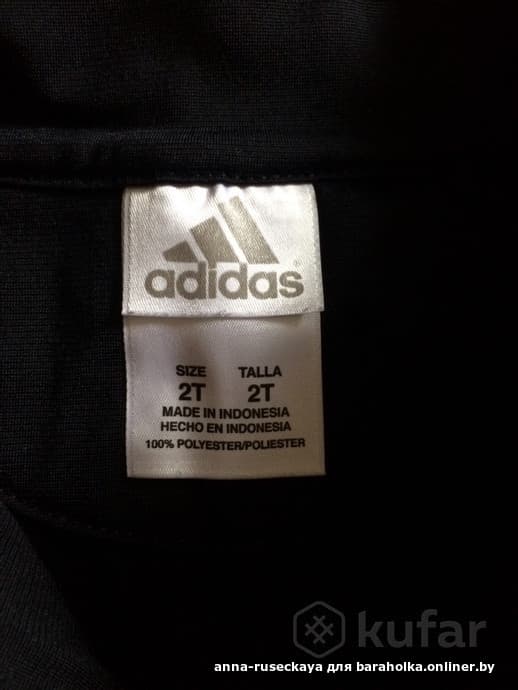 adidas®
SIZE TALLA
2T 2T
MADE IN INDONESIA
HECHO EN INDONESIA
100% POLYESTER/POLIESTER
kufar
anna-ruseckaya для baraholka.onliner.by